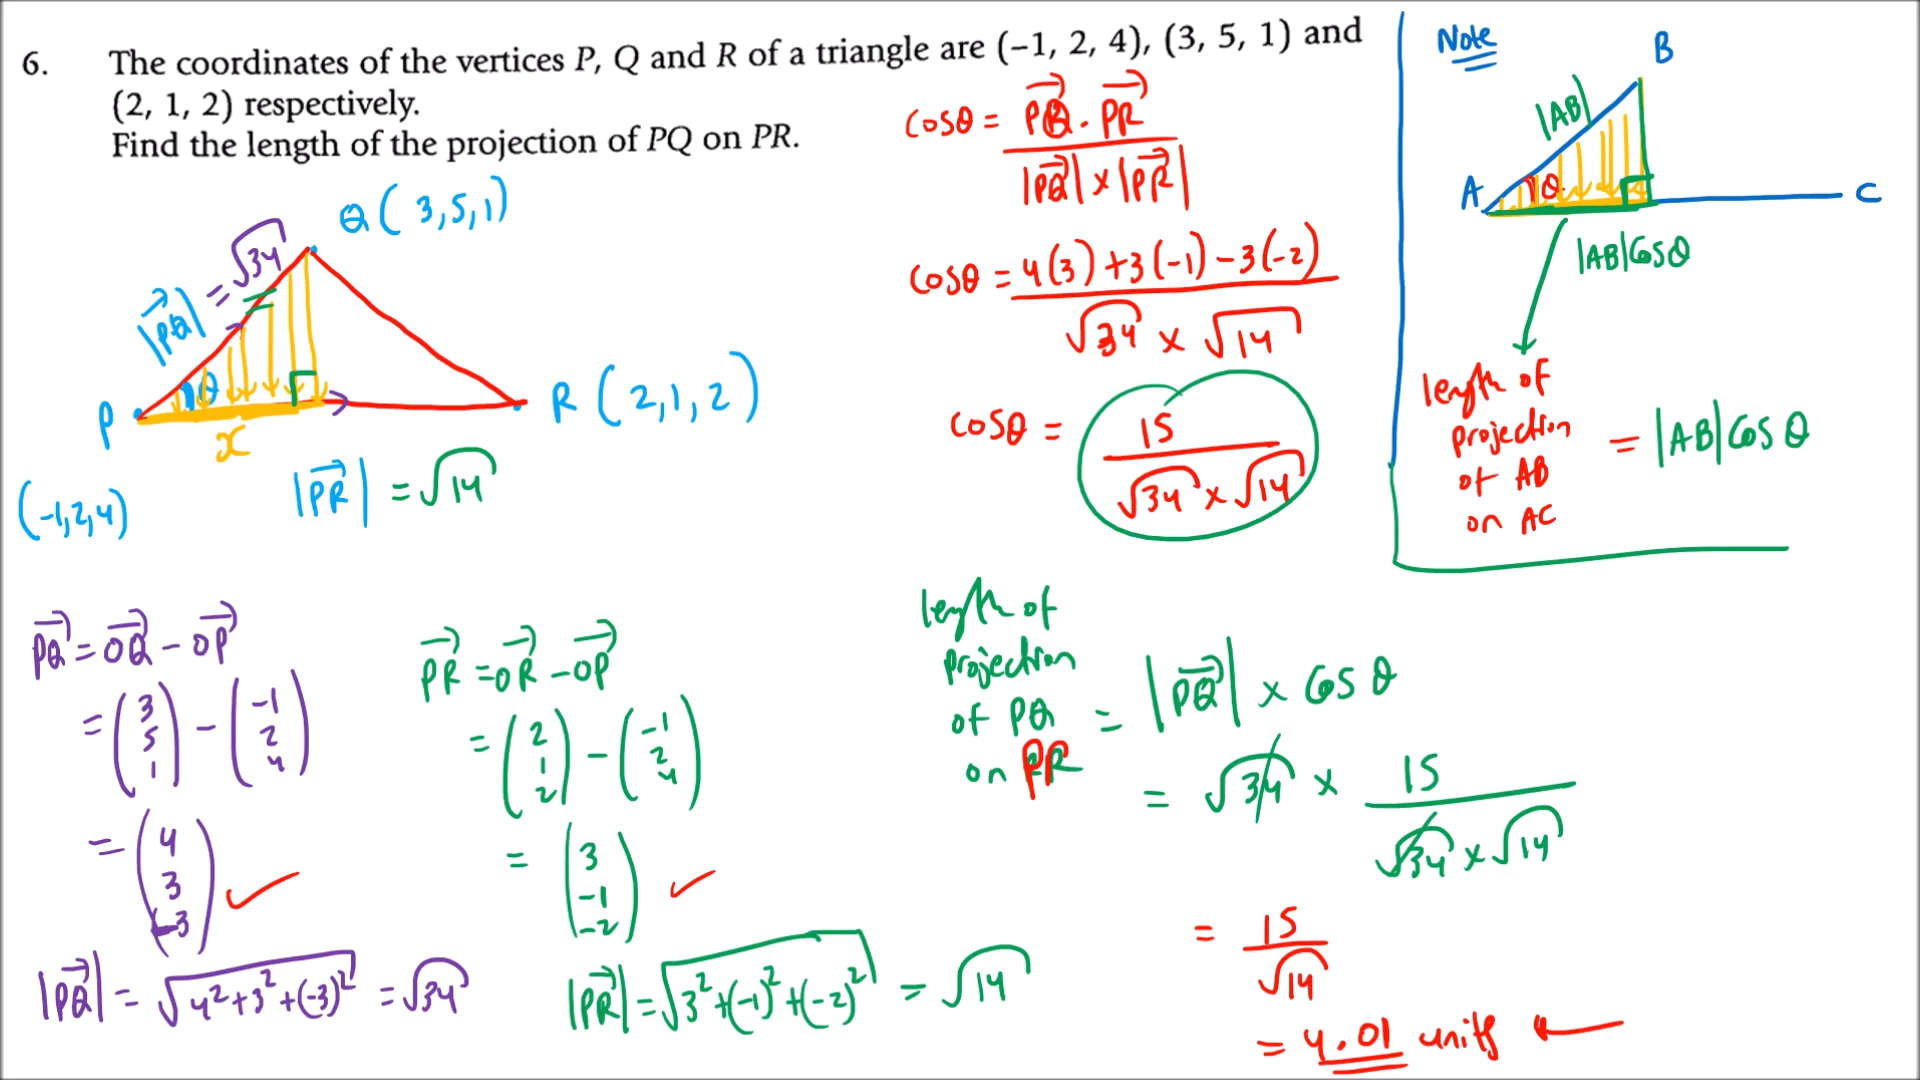 6. The coordinates of the vertices P, Q and R of a triangle are (−1, 2, 4), (3, 5, 1) and
(2, 1, 2) respectively.
Find the length of the projection of PQ on PR.
Q (3,5,1)
|PQ→| = √34
θ
P
x
R (2,1,2)
(-1,2,4)
|PR→| = √14
PQ→ = OQ→ − OP→
= (3 5 1) − (-1 2 4)
= (4 3 -3) ✓
|PQ→| = √(4² + 3² + (-3)²) = √34
PR→ = OR→ − OP→
= (2 1 2) − (-1 2 4)
= (3 -1 -2) ✓
|PR→| = √(3² + (-1)² + (-2)²) = √14
Cosθ = PQ→ . PR→ / |PQ→| × |PR→|
Cosθ = 4(3) + 3(-1) − 3(-2) / √34 × √14
Cosθ = 15 / √34 × √14
length of
projection
of PQ = |PQ→| × Cos θ
on PR
= √34 × 15 / √34 × √14
= 15 / √14
= 4.01 units ←
Note
B
|AB|
A
θ
C
|AB|Cosθ
length of
projection = |AB|Cos θ
of AB
on AC